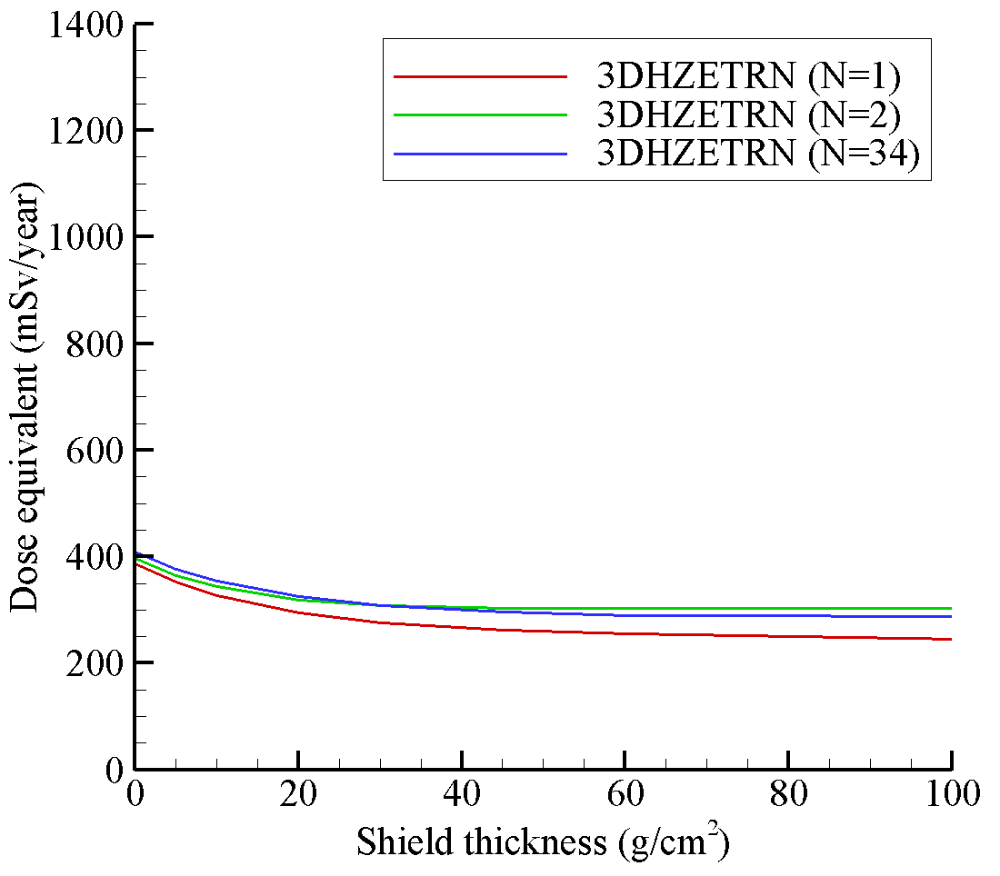 1400
1200
1000
800
600
400
200
0
Dose equivalent (mSv/year)
3DHZETRN (N=1)
3DHZETRN (N=2)
3DHZETRN (N=34)
0 20 40 60 80 100
Shield thickness (g/cm²)